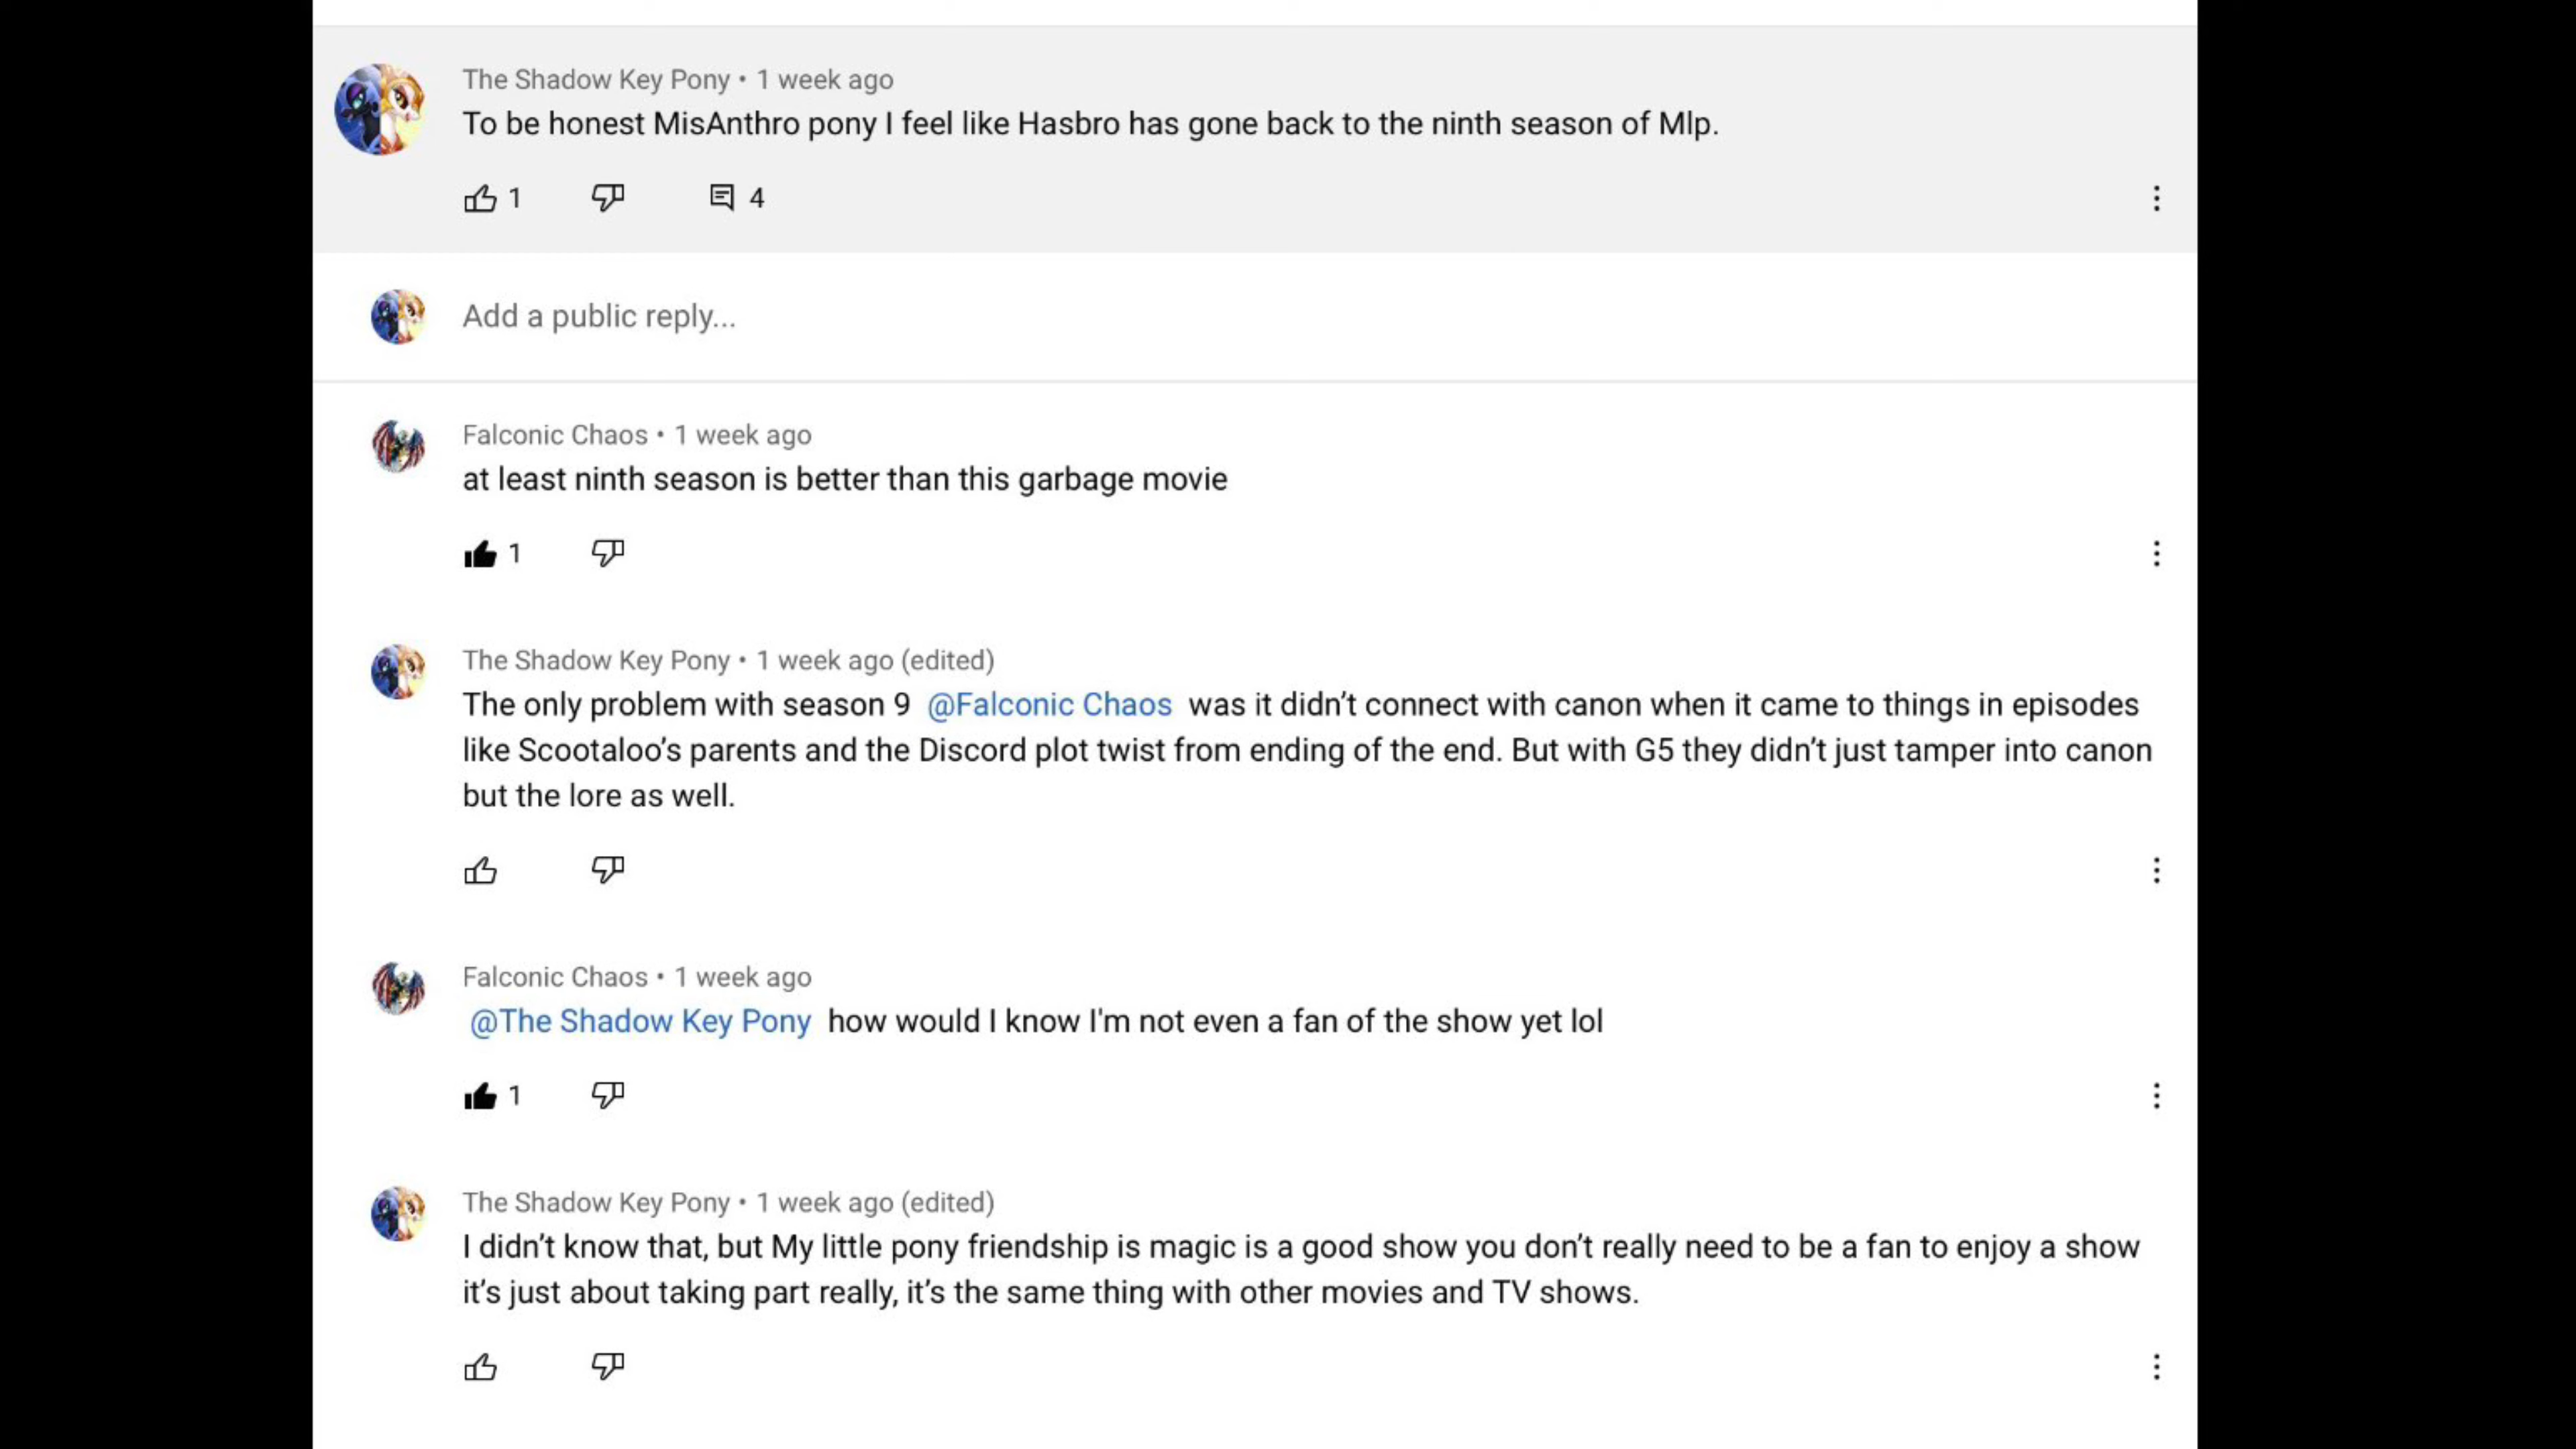 The Shadow Key Pony • 1 week ago
To be honest MisAnthro pony I feel like Hasbro has gone back to the ninth season of Mlp.
1 4
Add a public reply...
Falconic Chaos • 1 week ago
at least ninth season is better than this garbage movie
1
The Shadow Key Pony • 1 week ago (edited)
The only problem with season 9 @Falconic Chaos was it didn’t connect with canon when it came to things in episodes
like Scootaloo’s parents and the Discord plot twist from ending of the end. But with G5 they didn’t just tamper into canon
but the lore as well.
Falconic Chaos • 1 week ago
@The Shadow Key Pony how would I know I'm not even a fan of the show yet lol
1
The Shadow Key Pony • 1 week ago (edited)
I didn’t know that, but My little pony friendship is magic is a good show you don’t really need to be a fan to enjoy a show
it’s just about taking part really, it’s the same thing with other movies and TV shows.